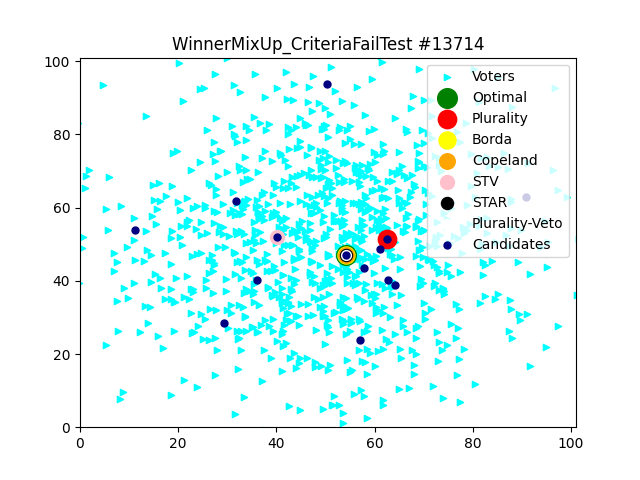 WinnerMixUp_CriteriaFailTest #13714
100
80
60
40
20
0
0 20 40 60 80 100
Voters
Optimal
Plurality
Borda
Copeland
STV
STAR
Plurality-Veto
Candidates